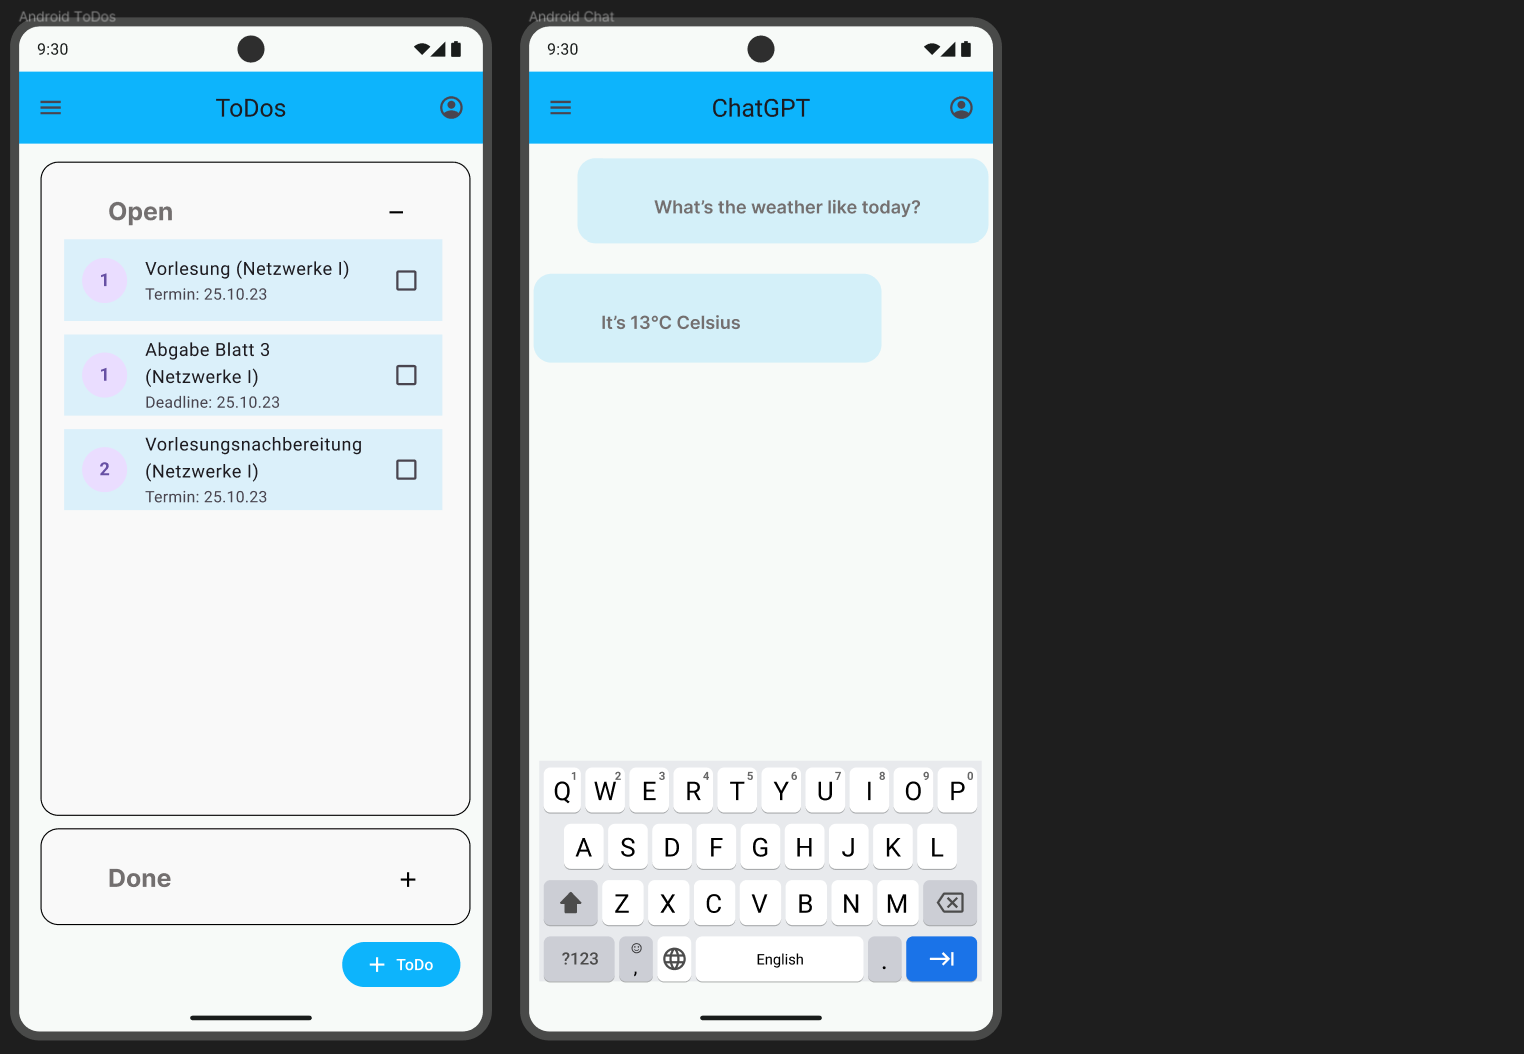 Android ToDos
9:30
ToDos
Open
1
Vorlesung (Netzwerke I)
Termin: 25.10.23
1
Abgabe Blatt 3
(Netzwerke I)
Deadline: 25.10.23
2
Vorlesungsnachbereitung
(Netzwerke I)
Termin: 25.10.23
Done
ToDo
Android Chat
9:30
ChatGPT
What's the weather like today?
It's 13°C Celsius
Q 1 W 2 E 3 R 4 T 5 Y 6 U 7 I 8 O 9 P 0
A S D F G H J K L
Z X C V B N M
?123 , English .